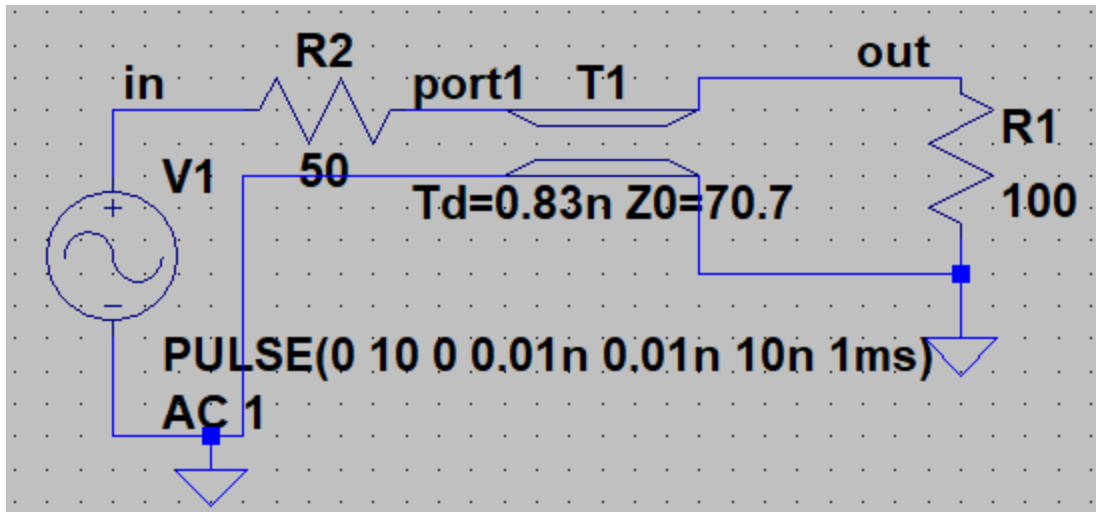 R2
in
port1
T1
out
V1
50
R1
100
Td=0.83n Z0=70.7
PULSE(0 10 0 0.01n 0.01n 10n 1ms)
AC 1